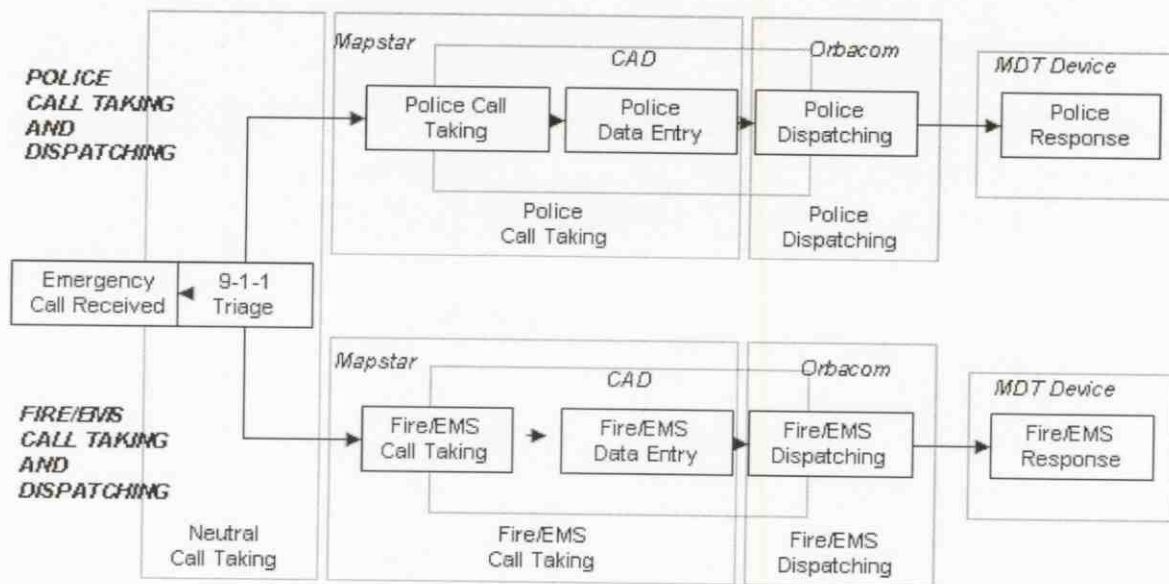 POLICE
CALL TAKING
AND
DISPATCHING
Mapstar
CAD
Orbacom
MDT Device
Police Call
Taking
Police
Data Entry
Police
Dispatching
Police
Response
Police
Call Taking
Police
Dispatching
Emergency
Call Received
9-1-1
Triage
Mapstar
CAD
Orbacom
MDT Device
FIRE/EMS
CALL TAKING
AND
DISPATCHING
Fire/EMS
Call Taking
Fire/EMS
Data Entry
Fire/EMS
Dispatching
Fire/EMS
Response
Neutral
Call Taking
Fire/EMS
Call Taking
Fire/EMS
Dispatching